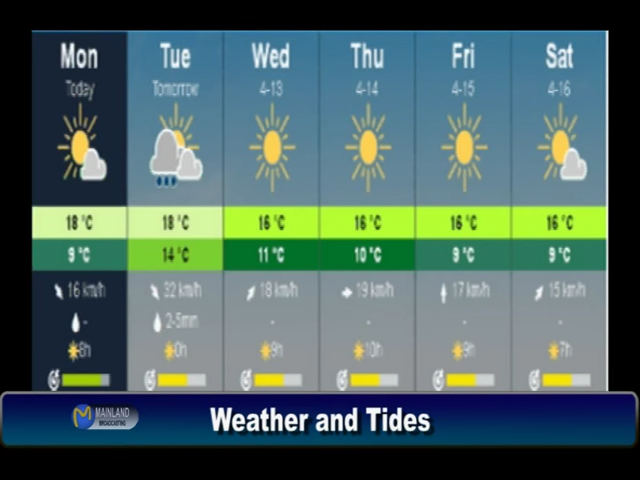 Mon Tue Wed Thu Fri Sat
Today Tomorrow 4-13 4-14 4-15 4-16
18 °C 18 °C 16 °C 16 °C 16 °C 16 °C
9 °C 14 °C 11 °C 10 °C 9 °C 9 °C
16 km/h 32 km/h 18 km/h 19 km/h 17 km/h 15 km/h
- 2-5mm - - - -
8h 0h 9h 10h 9h 7h
MAINLAND
BROADCASTING
Weather and Tides